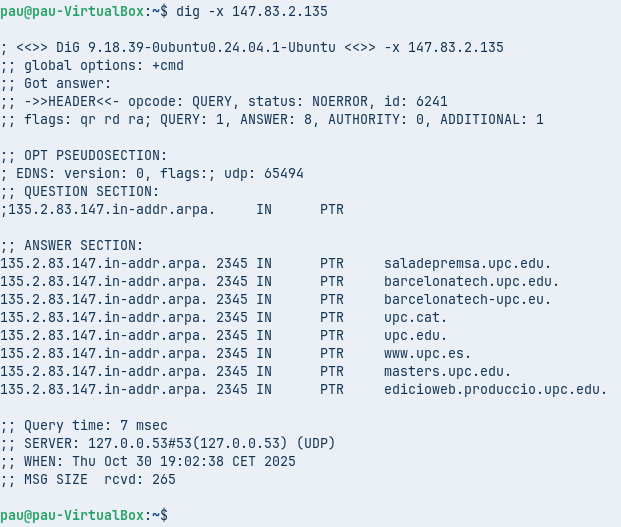 pau@pau-VirtualBox:~$ dig -x 147.83.2.135

; <<>> DiG 9.18.39-0ubuntu0.24.04.1-Ubuntu <<>> -x 147.83.2.135
;; global options: +cmd
;; Got answer:
;; ->>HEADER<<- opcode: QUERY, status: NOERROR, id: 6241
;; flags: qr rd ra; QUERY: 1, ANSWER: 8, AUTHORITY: 0, ADDITIONAL: 1

;; OPT PSEUDOSECTION:
; EDNS: version: 0, flags:; udp: 65494
;; QUESTION SECTION:
;135.2.83.147.in-addr.arpa.     IN      PTR

;; ANSWER SECTION:
135.2.83.147.in-addr.arpa. 2345 IN      PTR     saladepremsa.upc.edu.
135.2.83.147.in-addr.arpa. 2345 IN      PTR     barcelonatech.upc.edu.
135.2.83.147.in-addr.arpa. 2345 IN      PTR     barcelonatech-upc.eu.
135.2.83.147.in-addr.arpa. 2345 IN      PTR     upc.cat.
135.2.83.147.in-addr.arpa. 2345 IN      PTR     upc.edu.
135.2.83.147.in-addr.arpa. 2345 IN      PTR     www.upc.es.
135.2.83.147.in-addr.arpa. 2345 IN      PTR     masters.upc.edu.
135.2.83.147.in-addr.arpa. 2345 IN      PTR     edicioweb.produccio.upc.edu.

;; Query time: 7 msec
;; SERVER: 127.0.0.53#53(127.0.0.53) (UDP)
;; WHEN: Thu Oct 30 19:02:38 CET 2025
;; MSG SIZE  rcvd: 265

pau@pau-VirtualBox:~$